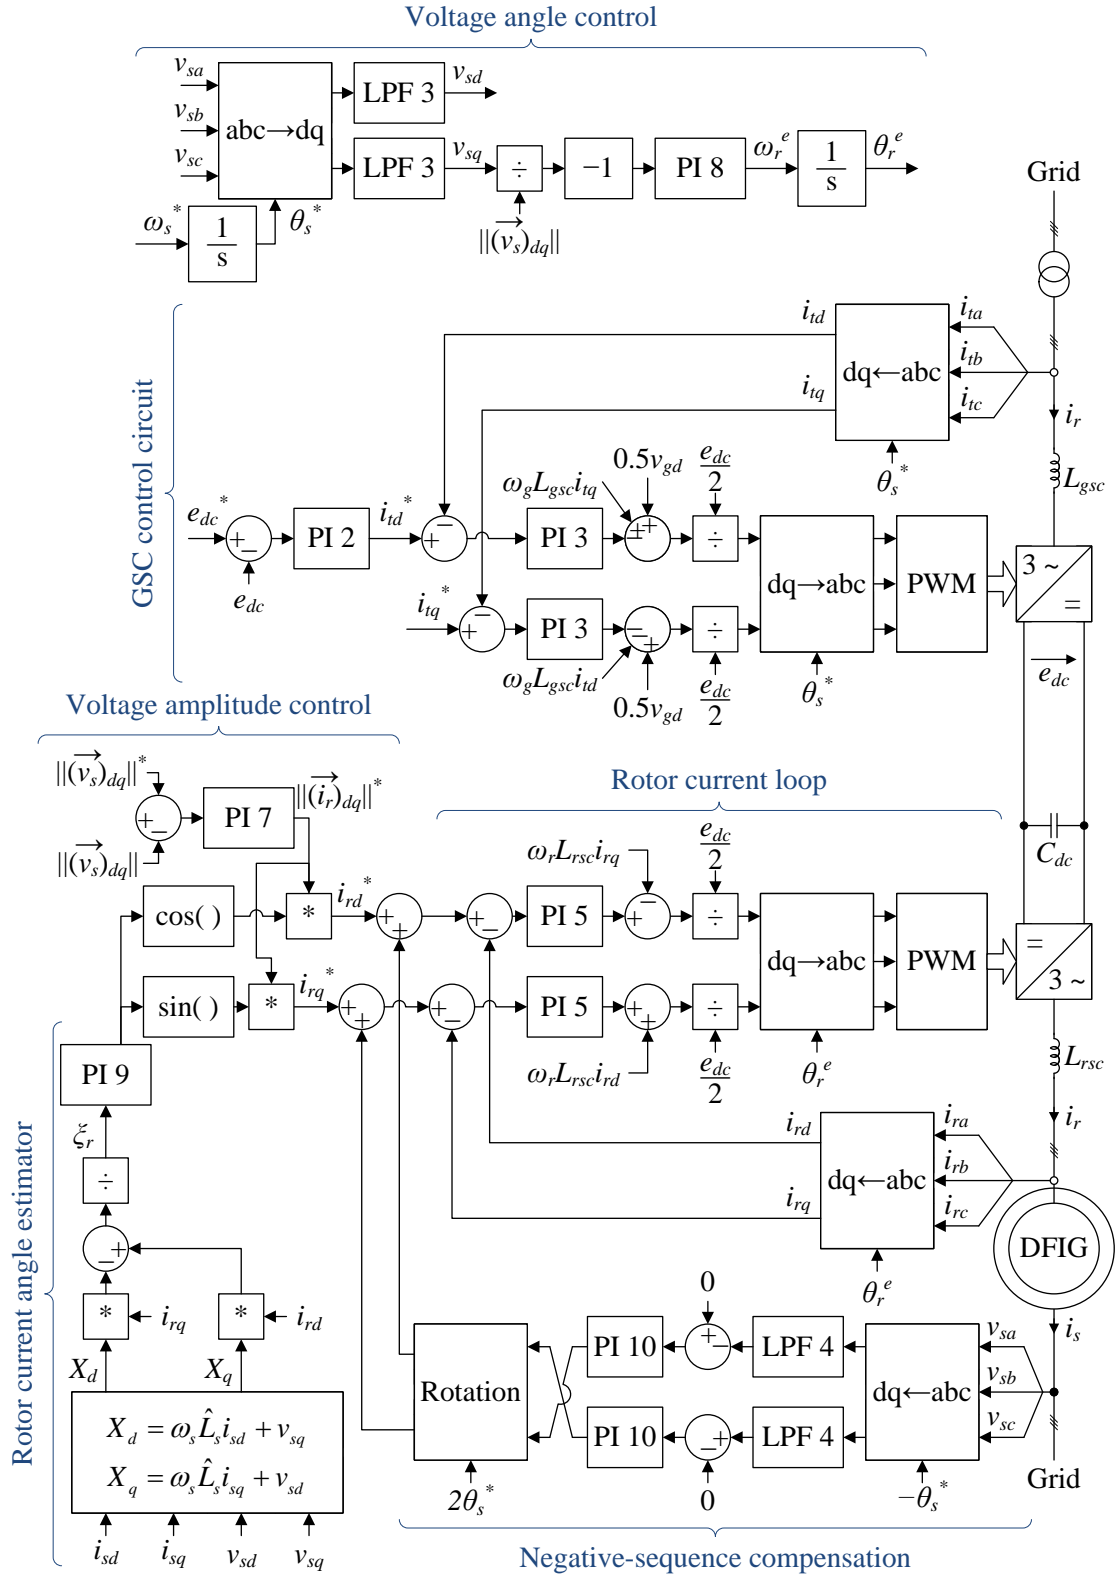 Voltage angle control
v_sa
v_sb
v_sc
abc→dq
LPF 3
v_sd
LPF 3
v_sq
÷
||(v_s)_dq||
−1
PI 8
ω_r^e
1/s
θ_r^e
ω_s^*
1/s
θ_s^*
Grid
GSC control circuit
i_td
i_tq
dq←abc
i_ta
i_tb
i_tc
θ_s^*
i_r
L_gsc
e_dc^*
+
−
e_dc
PI 2
i_td^*
+
−
PI 3
ω_g L_gsc i_tq
0.5v_gd
±
+
e_dc/2
÷
i_tq^*
+
−
PI 3
ω_g L_gsc i_td
0.5v_gd
−
−
+
÷
e_dc/2
dq→abc
θ_s^*
PWM
3 ~
=
e_dc
C_dc
Voltage amplitude control
||(v_s)_dq||^*
+
−
||(v_s)_dq||
PI 7
||(i_r)_dq||^*
cos( )
*
i_rd^*
sin( )
*
i_rq^*
Rotor current loop
+
+
+
−
PI 5
ω_r L_rsc i_rq
+
−
e_dc/2
÷
+
+
+
−
PI 5
ω_r L_rsc i_rd
+
+
÷
e_dc/2
dq→abc
θ_r^e
PWM
=
3 ~
L_rsc
i_r
i_rd
i_rq
dq←abc
i_ra
i_rb
i_rc
θ_r^e
DFIG
i_s
Rotor current angle estimator
PI 9
ξ_r
÷
−
+
*
i_rq
*
i_rd
X_d
X_q
X_d = ω_s L̂_s i_sd + v_sq
X_q = ω_s L̂_s i_sq + v_sd
i_sd
i_sq
v_sd
v_sq
Rotation
2θ_s^*
PI 10
0
+
−
LPF 4
PI 10
−
+
0
LPF 4
dq←abc
−θ_s^*
v_sa
v_sb
v_sc
Grid
Negative-sequence compensation